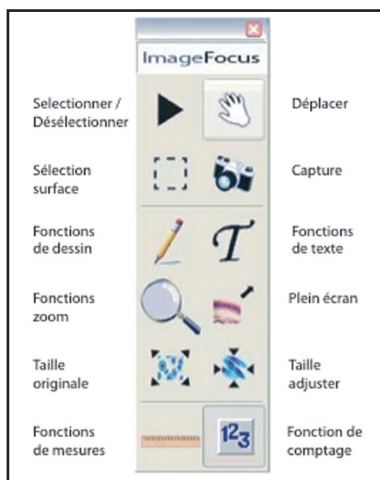 ImageFocus
Selectionner /
Désélectionner
Déplacer
Sélection
surface
Capture
Fonctions
de dessin
T
Fonctions
de texte
Fonctions
zoom
Plein écran
Taille
originale
Taille
adjuster
Fonctions
de mesures
123
Fonction de
comptage